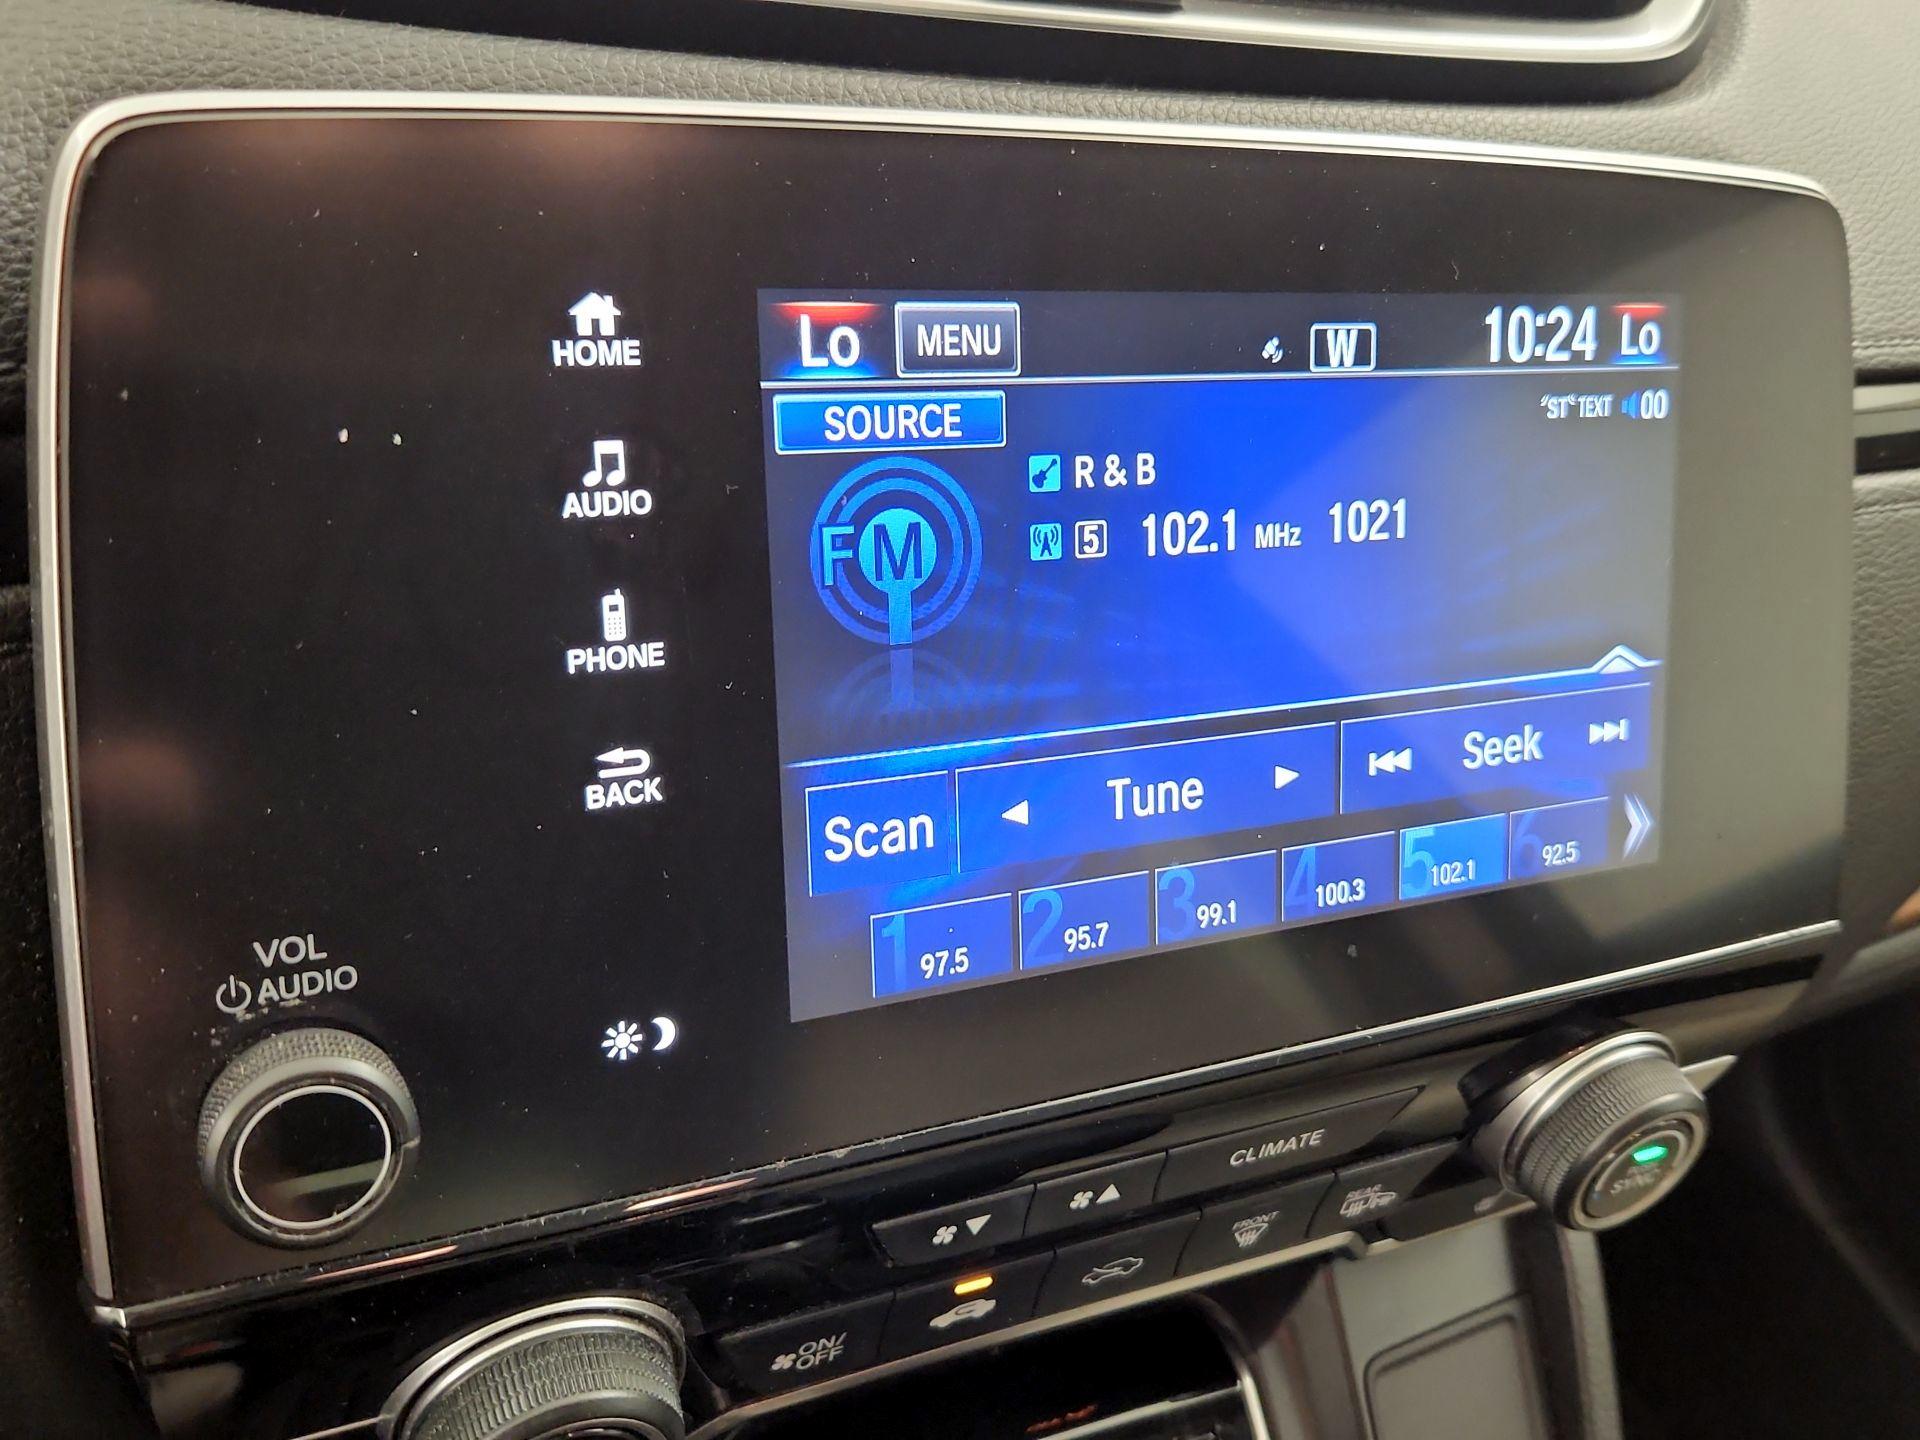 HOME
AUDIO
PHONE
BACK
VOL
AUDIO
Lo MENU W 10:24 Lo
SOURCE
"ST" TEXT 00
FM
R & B
5 102.1 MHz 1021
Scan Tune Seek
1 97.5 2 95.7 3 99.1 4 100.3 5 102.1 6 92.5
CLIMATE
SYNC
FRONT
REAR
ON/
OFF